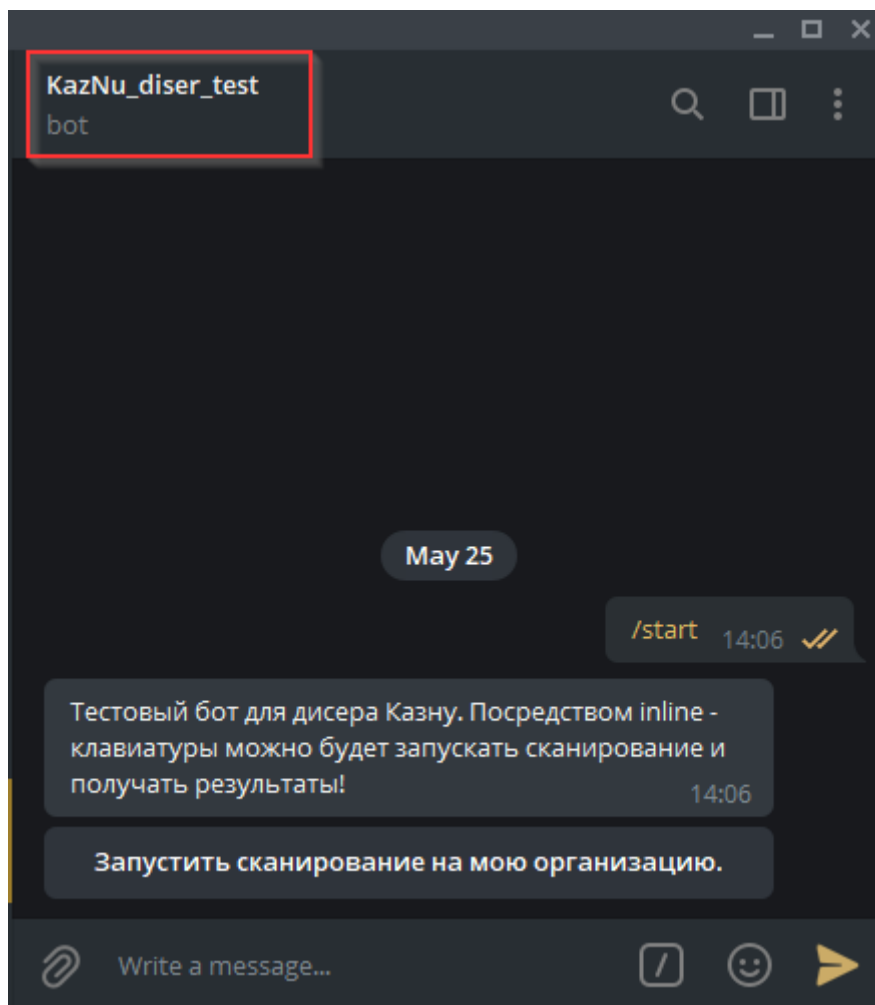 KazNu_diser_test
bot
May 25
/start 14:06
Тестовый бот для дисера Казну. Посредством inline -
клавиатуры можно будет запускать сканирование и
получать результаты!
14:06
Запустить сканирование на мою организацию.
Write a message...